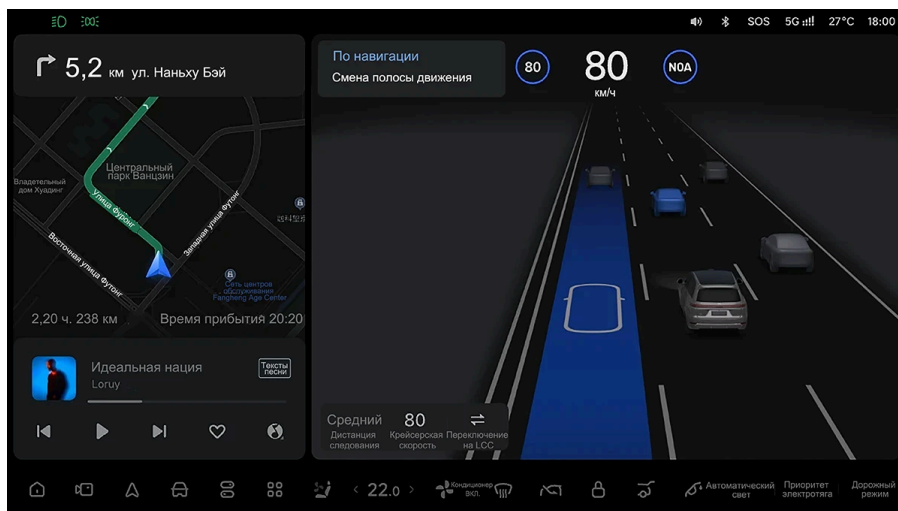 SOS 5G 27°C 18:00
5,2 км ул. Наньху Бэй
Центральный
парк Ванцзин
Владетельный
дом Хуадинг
Улица Фуронг
Западная улица Футонг
Восточная улица Футонг
Сеть центров
обслуживания
Fangheng Age Center
2,20 ч. 238 км Время прибытия 20:20
Идеальная нация
Loruy
Тексты
песни
По навигации
Смена полосы движения
80
80
км/ч
NOA
Средний 80
Дистанция
следования
Крейсерская
скорость
Переключение
на LCC
< 22.0 >
Кондиционер
вкл.
Автоматический
свет
Приоритет
электротяга
Дорожный
режим